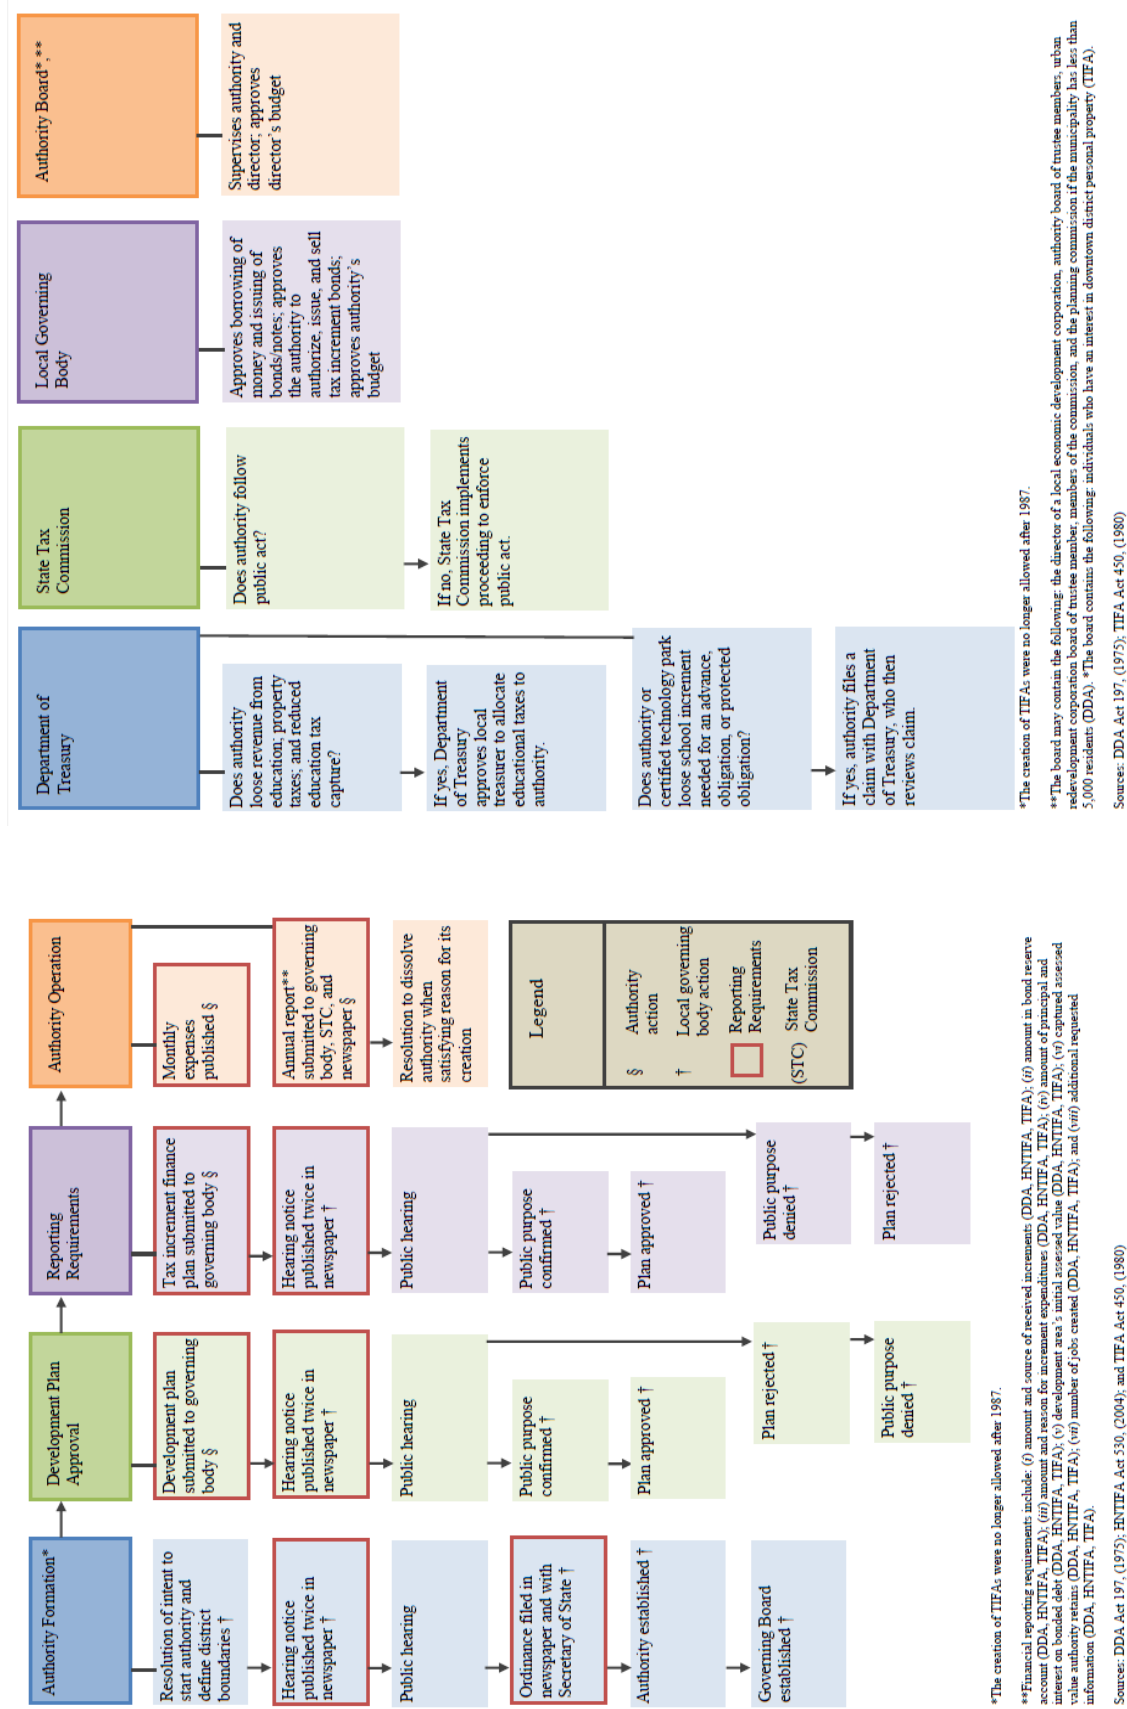 Authority Formation*
Resolution of intent to
start authority and
define district
boundaries †
Hearing notice
published twice in
newspaper †
Public hearing
Ordinance filed in
newspaper and with
Secretary of State †
Authority established †
Governing Board
established †
Development Plan
Approval
Development plan
submitted to governing
body §
Hearing notice
published twice in
newspaper †
Public hearing
Public purpose
confirmed †
Plan approved †
Plan rejected †
Public purpose
denied †
Reporting
Requirements
Tax increment finance
plan submitted to
governing body §
Hearing notice
published twice in
newspaper †
Public hearing
Public purpose
confirmed †
Plan approved †
Public purpose
denied †
Plan rejected †
Authority Operation
Monthly
expenses
published §
Annual report**
submitted to governing
body, STC, and
newspaper §
Resolution to dissolve
authority when
satisfying reason for its
creation
Legend
§ Authority
action
† Local governing
body action
Reporting
Requirements
(STC) State Tax
Commission
*The creation of TIFAs were no longer allowed after 1987.
**Financial reporting requirements include: (i) amount and source of received increments (DDA, HNTIFA, TIFA); (ii) amount in bond reserve
account (DDA, HNTIFA, TIFA); (iii) amount and reason for increment expenditures (DDA, HNTIFA, TIFA); (iv) amount of principal and
interest on bonded debt (DDA, HNTIFA, TIFA); (v) development area's initial assessed value (DDA, HNTIFA, TIFA); (vi) captured assessed
value authority retains (DDA, HNTIFA, TIFA); (vii) number of jobs created (DDA, HNTIFA, TIFA); and (viii) additional requested
information (DDA, HNTIFA, TIFA).
Sources: DDA Act 197, (1975); HNTIFA Act 530, (2004); and TIFA Act 450, (1980)
Department of
Treasury
Does authority
loose revenue from
education; property
taxes; and reduced
education tax
capture?
If yes, Department
of Treasury
approves local
treasurer to allocate
educational taxes to
authority.
Does authority or
certified technology park
loose school increment
needed for an advance,
obligation, or protected
obligation?
If yes, authority files a
claim with Department
of Treasury, who then
reviews claim.
State Tax
Commission
Does authority follow
public act?
If no, State Tax
Commission implements
proceeding to enforce
public act.
Local Governing
Body
Approves borrowing of
money and issuing of
bonds/notes; approves
the authority to
authorize, issue, and sell
tax increment bonds;
approves authority's
budget
Authority Board*,**
Supervises authority and
director; approves
director's budget
*The creation of TIFAs were no longer allowed after 1987.
**The board may contain the following: the director of a local economic development corporation, authority board of trustee members, urban
redevelopment corporation board of trustee member, members of the commission, and the planning commission if the municipality has less than
5,000 residents (DDA). *The board contains the following: individuals who have an interest in downtown district personal property (TIFA).
Sources: DDA Act 197, (1975); TIFA Act 450, (1980)